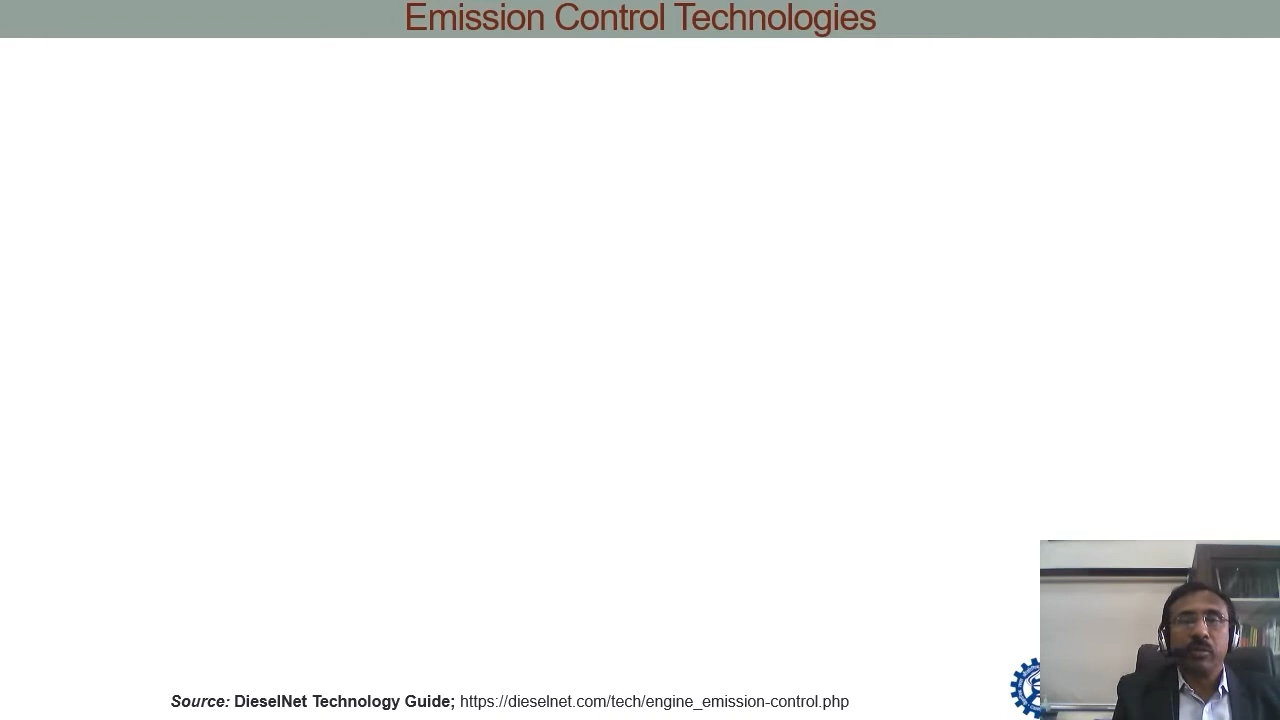 Emission Control Technologies
Source: DieselNet Technology Guide; https://dieselnet.com/tech/engine_emission-control.php